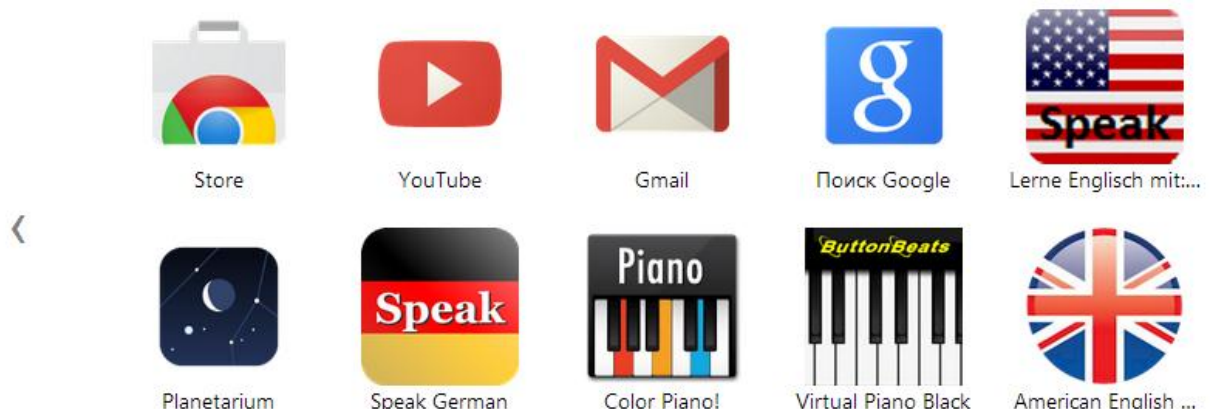 Speak
Store
YouTube
Gmail
Поиск Google
Lerne Englisch mit:...
Speak
Piano
ButtonBeats
Planetarium
Speak German
Color Piano!
Virtual Piano Black
American English ...